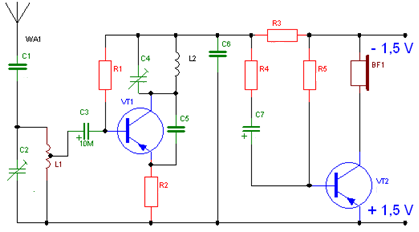 WA1
R3
- 1,5 V
C1
C4
L2
C6
R1
R4
R5
BF1
C3
VT1
C7
10M
C5
C2
L1
R2
VT2
+ 1,5 V